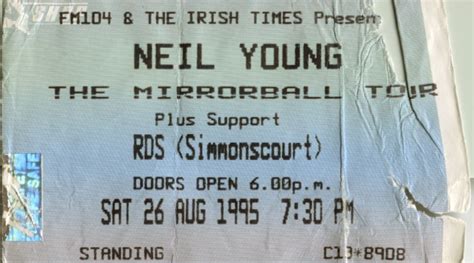 FM104 & THE IRISH TIMES Present
NEIL YOUNG
THE MIRRORBALL TOUR
Plus Support
RDS (Simmonscourt)
DOORS OPEN 6.00p.m.
SAT 26 AUG 1995 7:30 PM
STANDING C13*8908